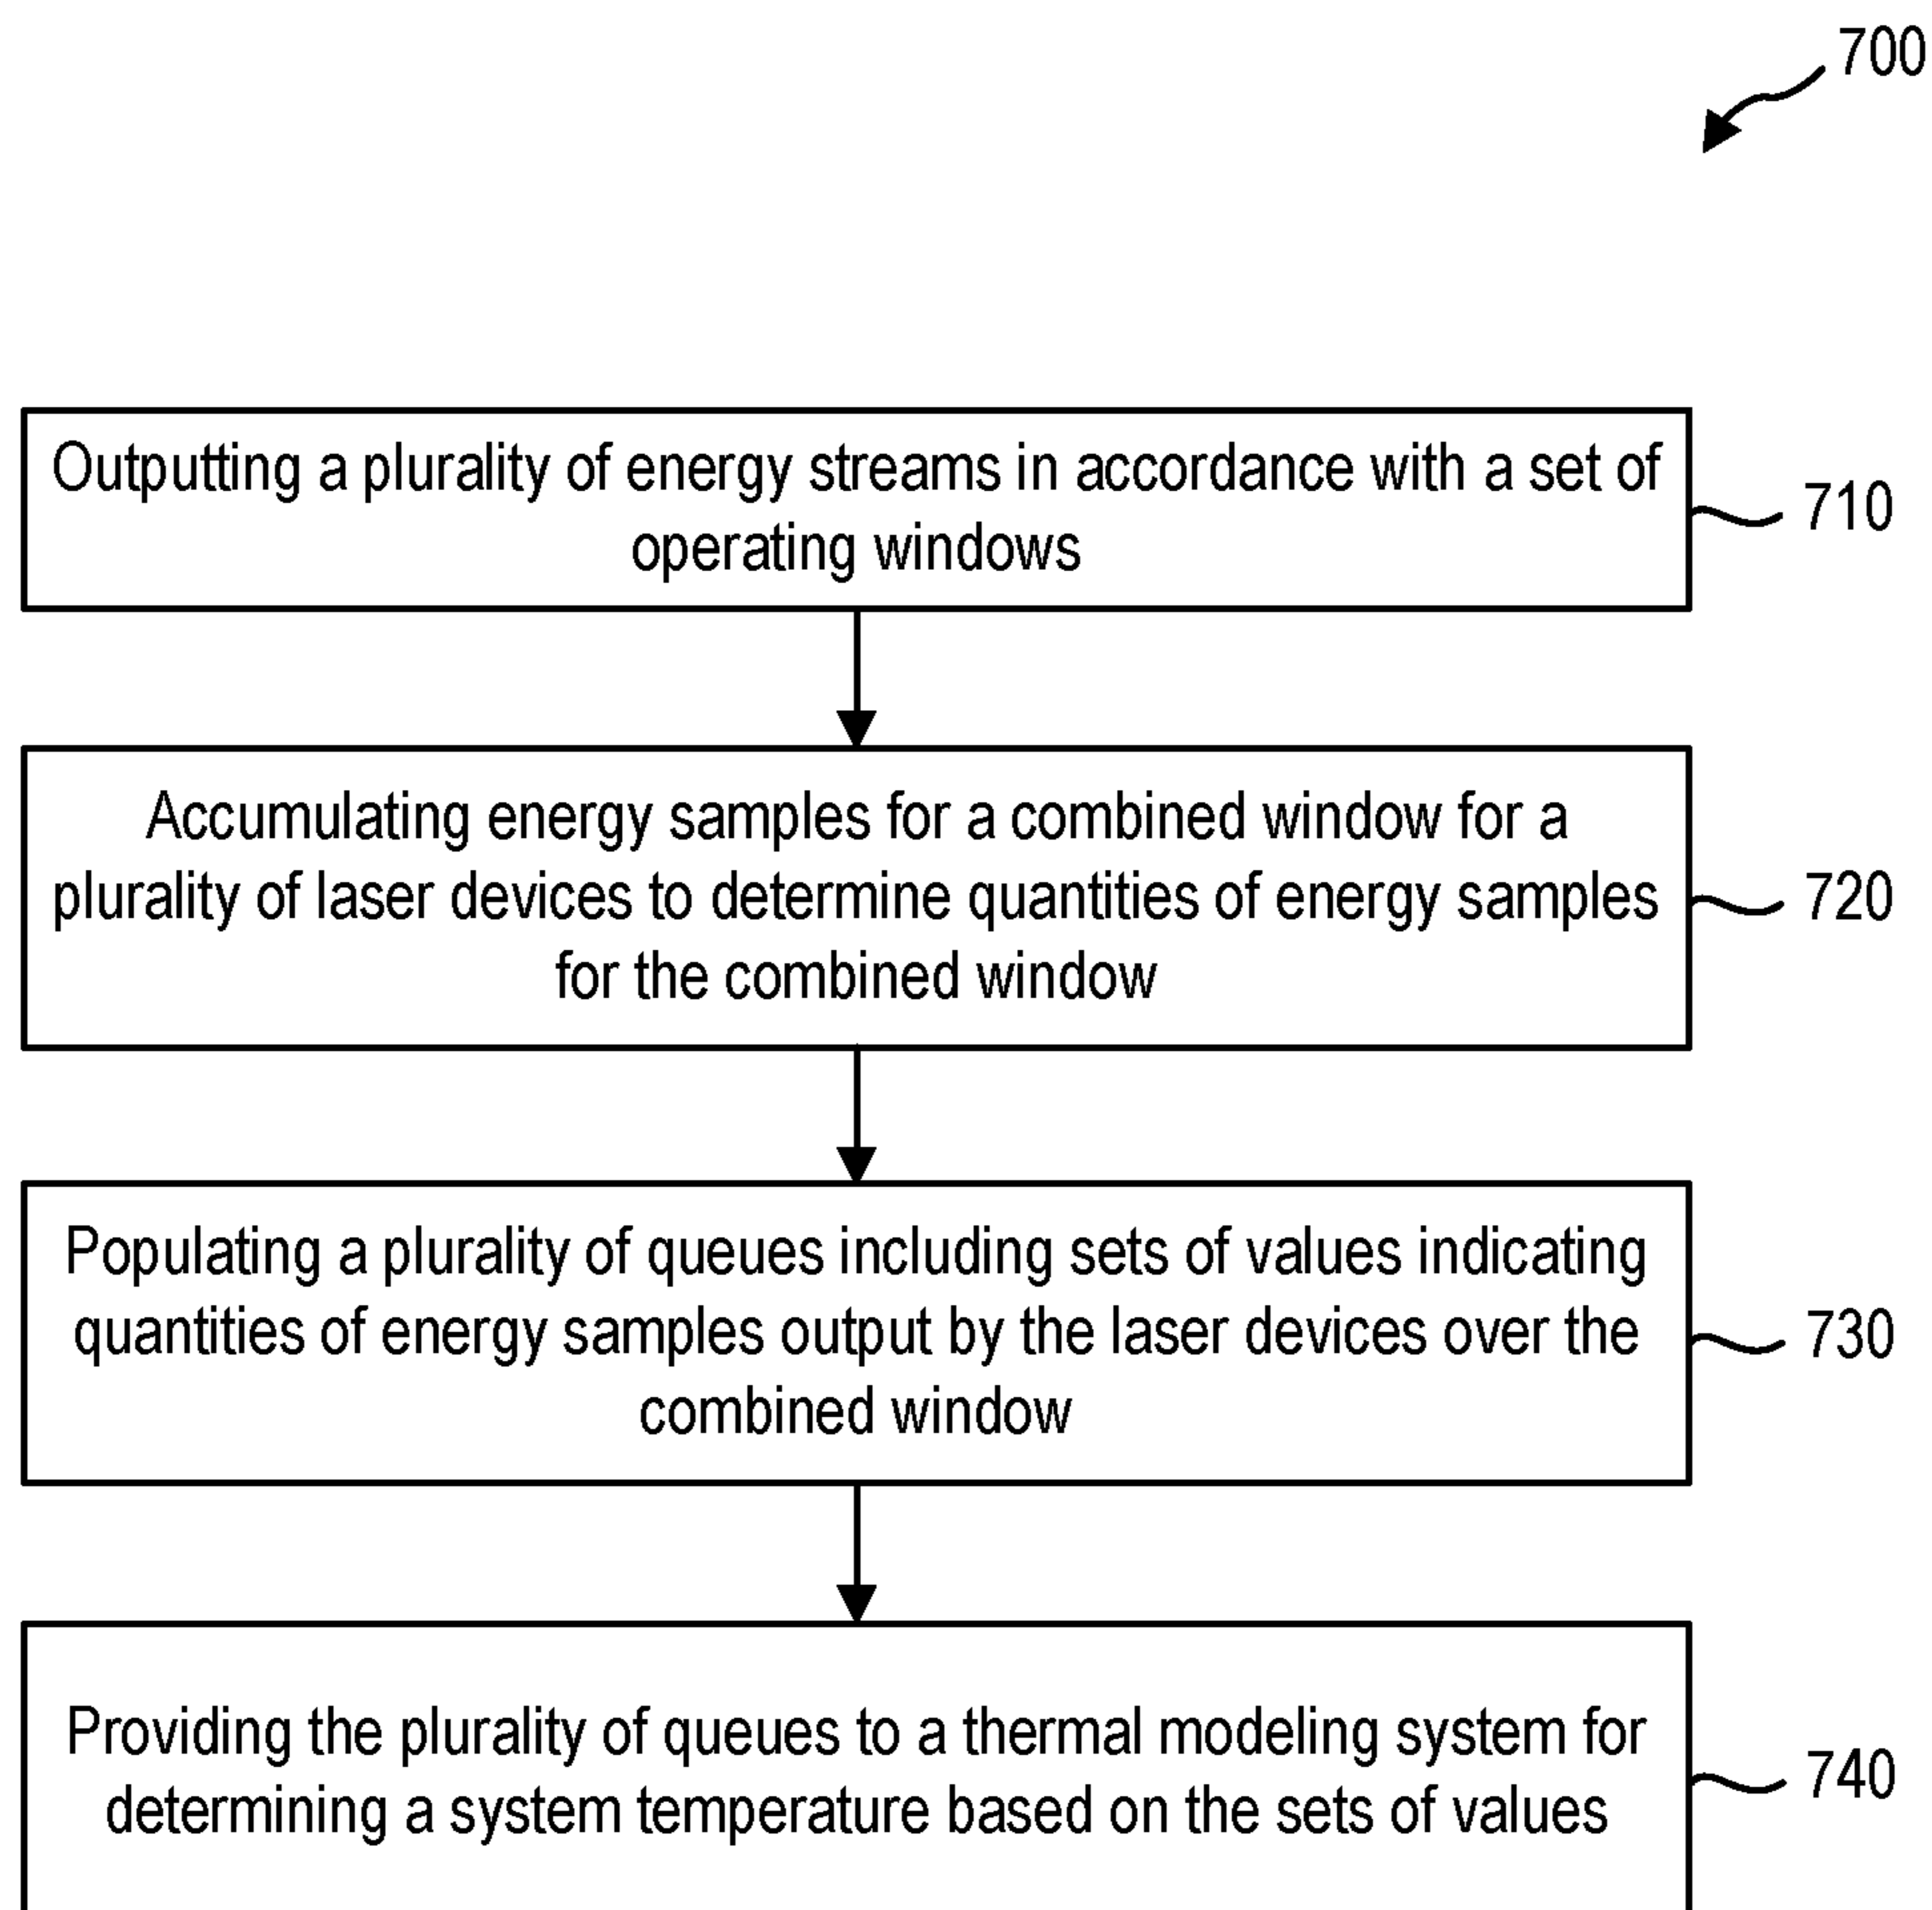 700
Outputting a plurality of energy streams in accordance with a set of
operating windows
710
Accumulating energy samples for a combined window for a
plurality of laser devices to determine quantities of energy samples
for the combined window
720
Populating a plurality of queues including sets of values indicating
quantities of energy samples output by the laser devices over the
combined window
730
Providing the plurality of queues to a thermal modeling system for
determining a system temperature based on the sets of values
740